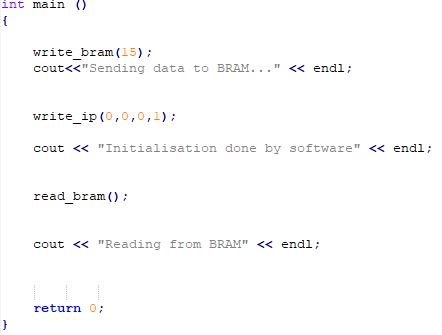 int main ()
{
write_bram(15);
cout<<"Sending data to BRAM..." << endl;
write_ip(0,0,0,1);
cout << "Initialisation done by software" << endl;
read_bram();
cout << "Reading from BRAM" << endl;
return 0;
}